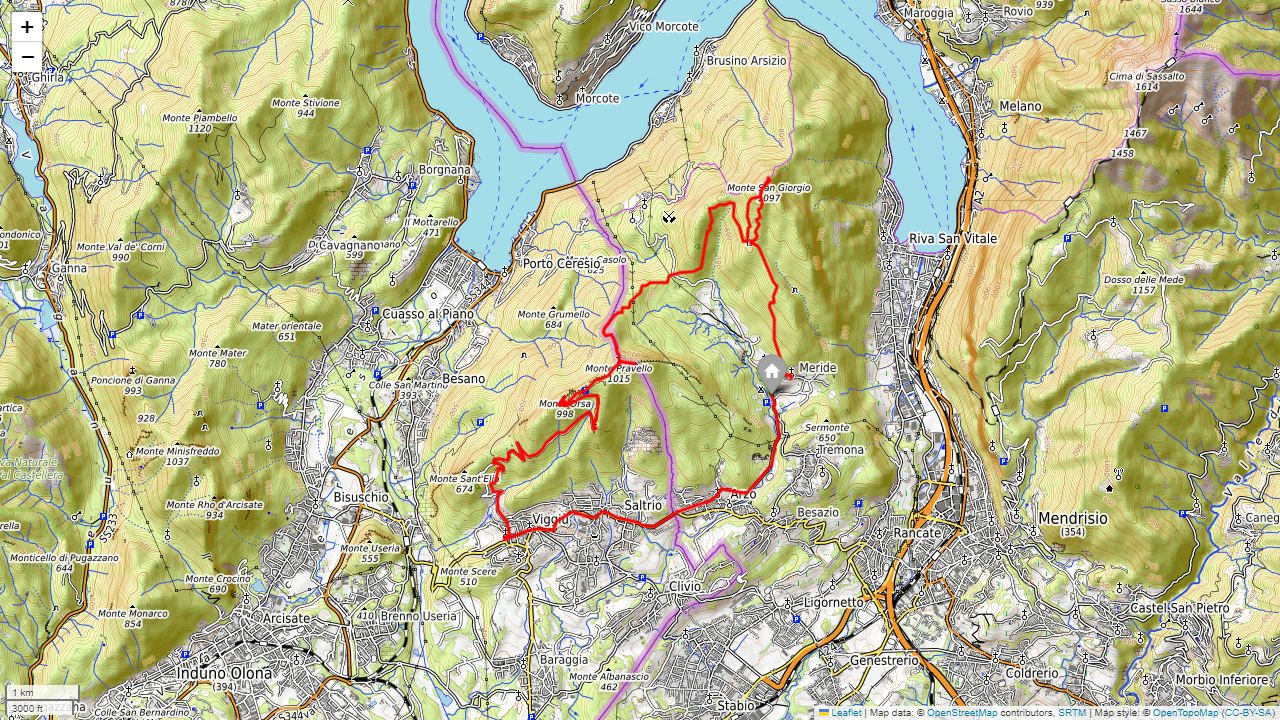 +
−
878
Ghirla
Monte Piambello
1120
Monte Stivione
944
Vico Morcote
Morcote
Brusino Arsizio
Maroggia
Rovio
939
1644
Cima di Sassalto
1614
Melano
1467
1458
A2
Borgnana
Il Mottarello
471
Cavagnano
599
Monte Val de' Corni
990
Ganna
Monte San Giorgio
1097
Riva San Vitale
Porto Ceresio
Dosso delle Mede
1157
Cuasso al Piano
Monte Grumello
684
Mater orientale
651
Monte Mater
780
Poncione di Ganna
993
928
Colle San Martino
393
Besano
Monte Pravello
1015
Meride
Monte Orsa
998
Sermonte
650
Tremona
Monte Minisfreddo
1037
Monte Sant'Elia
674
Monte Rho d'Arcisate
934
Bisuschio
Viggiù
Saltrio
Arzo
Besazio
Mendrisio
(354)
Rancate
Monte Useria
555
Monticello di Pugazzano
644
Monte Crocino
690
Monte Scere
510
Clivio
Monte Monarco
854
Arcisate
Brenno Useria
Ligornetto
Castel San Pietro
Baraggia
Genestrerio
Coldrerio
Induno Olona
(394)
Monte Albanascio
462
Morbio Inferiore
Stabio
Colle San Bernardino
1 km
3000 ft
Leaflet | Map data: © OpenStreetMap contributors, SRTM | Map style: © OpenTopoMap (CC-BY-SA)